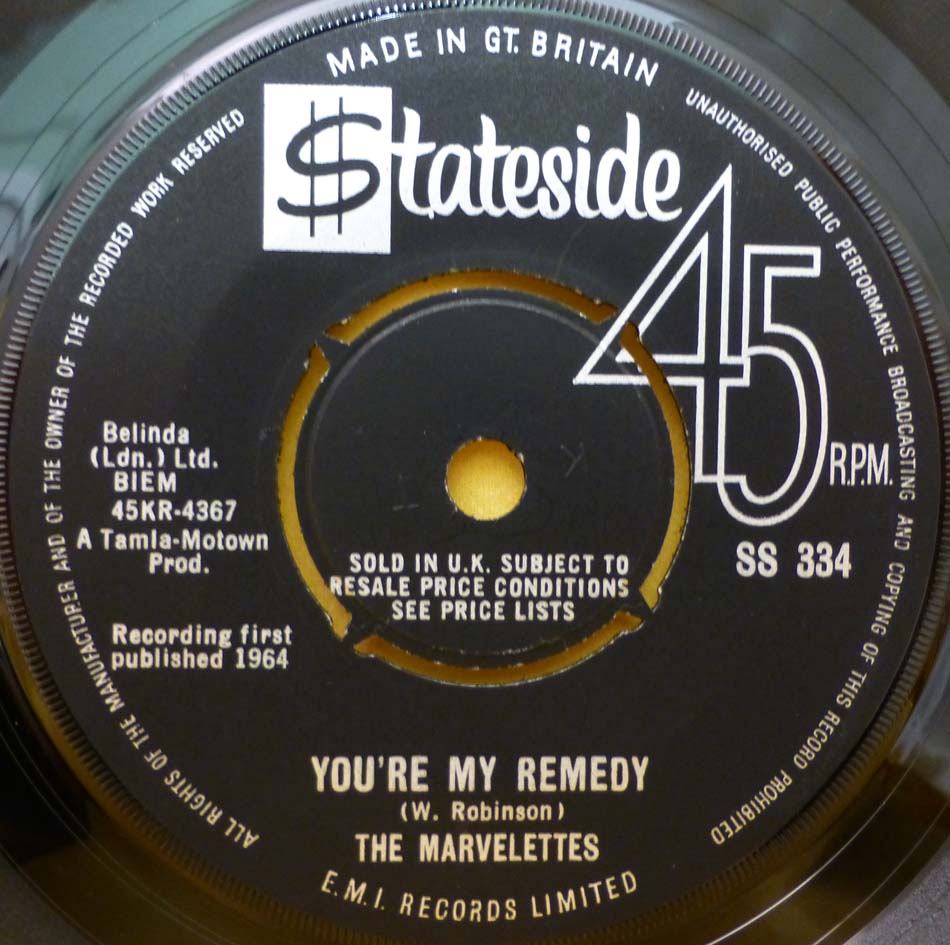 MADE IN GT. BRITAIN
UNAUTHORISED PUBLIC PERFORMANCE BROADCASTING AND COPYING OF THIS RECORD PROHIBITED
ALL RIGHTS OF THE MANUFACTURER AND OF THE OWNER OF THE RECORDED WORK RESERVED
$tateside
45 R.P.M.
Belinda
(Ldn.) Ltd.
BIEM
45KR-4367
A Tamla-Motown
Prod.
SS 334
SOLD IN U.K. SUBJECT TO
RESALE PRICE CONDITIONS
SEE PRICE LISTS
Recording first
published 1964
YOU'RE MY REMEDY
(W. Robinson)
THE MARVELETTES
E.M.I. RECORDS LIMITED